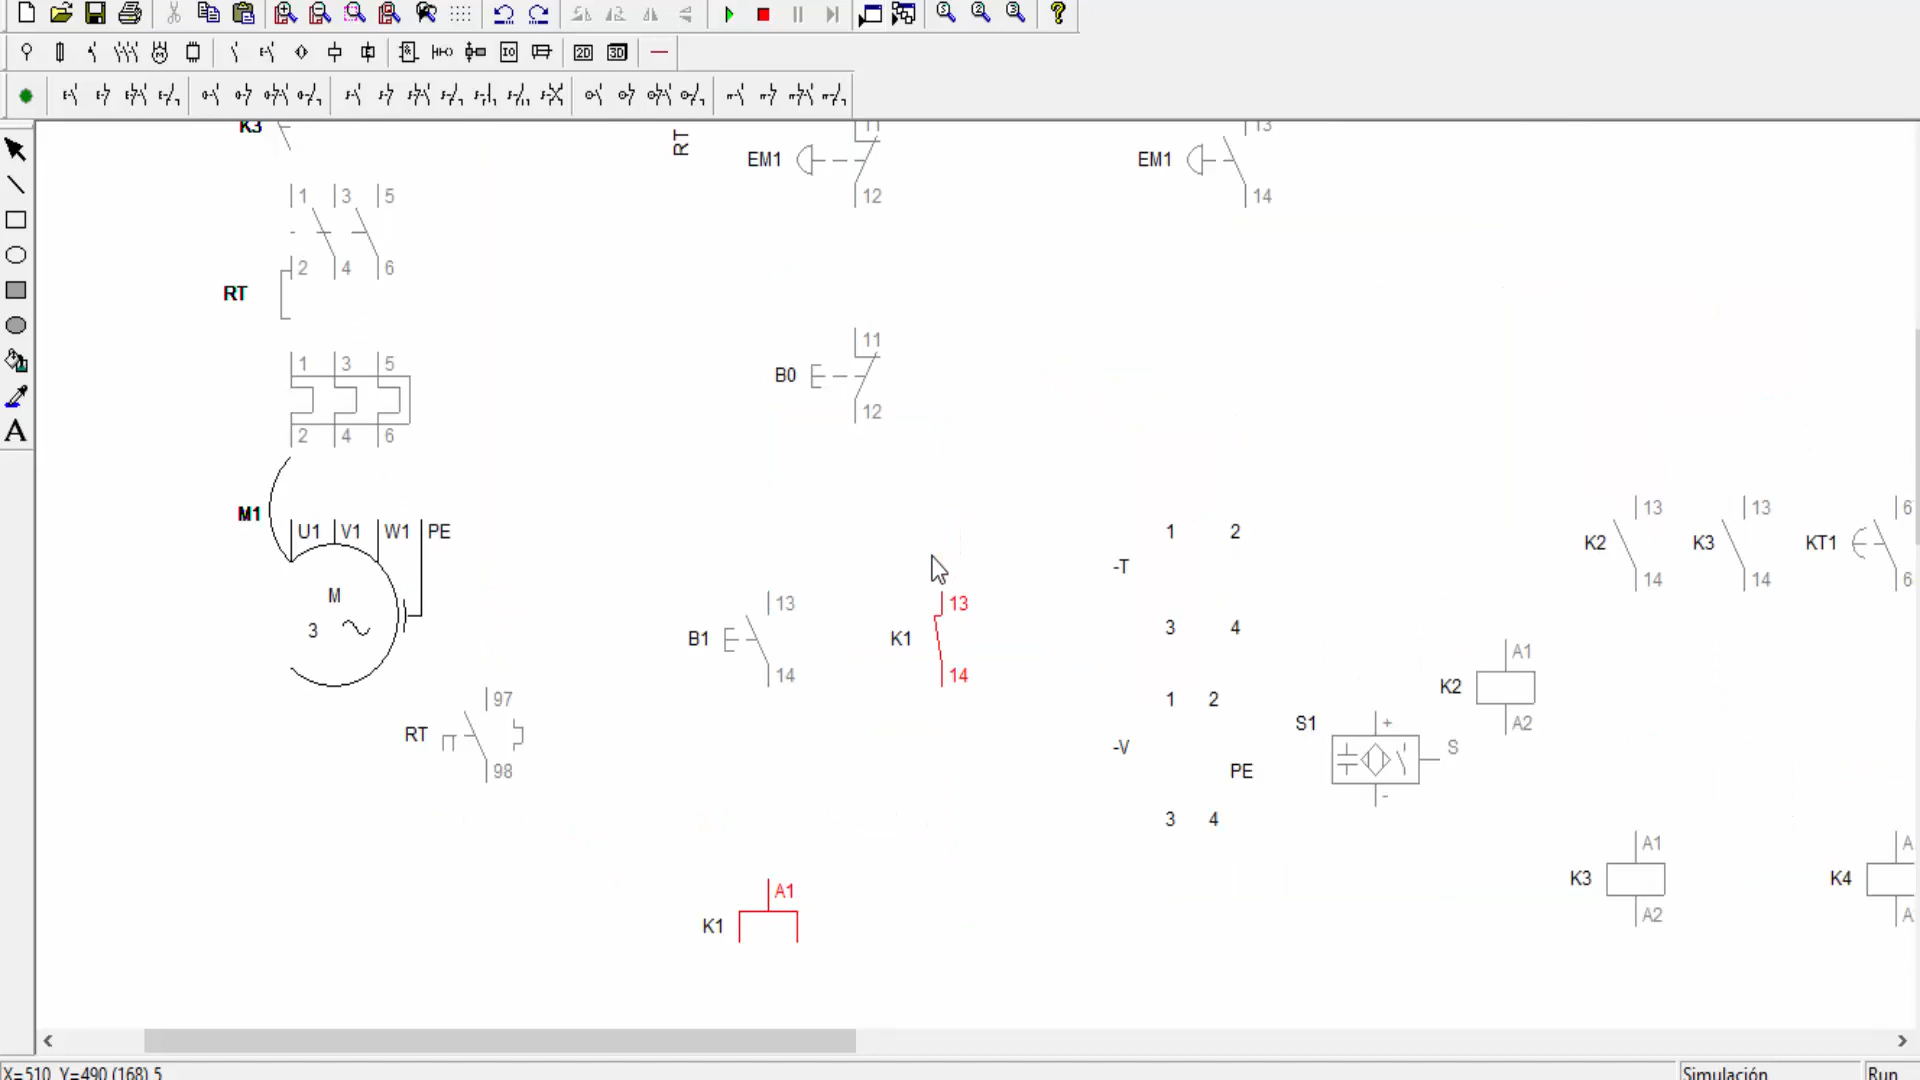 IO
2D
3D
A
K3
RT
11
13
EM1
EM1
12
14
1 3 5
2 4 6
RT
11
B0
12
1 3 5
2 4 6
M1
U1 V1 W1 PE
M
3
1 2
-T
3 4
13
K2
14
13
K3
14
6
KT1
6
13
B1
14
13
K1
14
97
RT
98
1 2
-V
PE
3 4
S1
+
S
-
A1
K2
A2
A1
K3
A2
A
K4
A
A1
K1
X=510 Y=490 (168) 5
Simulación
Run